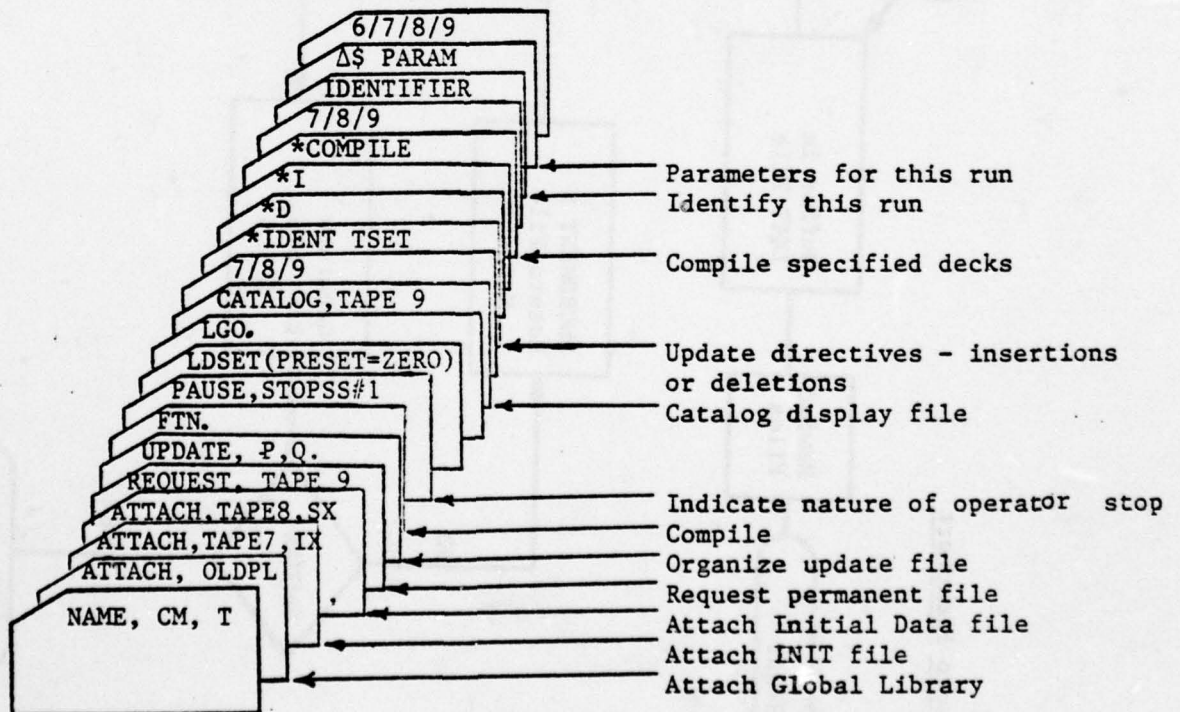 6/7/8/9
Δ$ PARAM
IDENTIFIER
7/8/9
*COMPILE
*I
*D
*IDENT TSET
7/8/9
CATALOG,TAPE 9
LGO.
LDSET(PRESET=ZERO)
PAUSE,STOPSS#1
FTN.
UPDATE, P,Q.
REQUEST, TAPE 9
ATTACH,TAPE8,SX
ATTACH,TAPE7,IX
ATTACH, OLDPL
NAME, CM, T
Parameters for this run
Identify this run
Compile specified decks
Update directives - insertions
or deletions
Catalog display file
Indicate nature of operator stop
Compile
Organize update file
Request permanent file
Attach Initial Data file
Attach INIT file
Attach Global Library